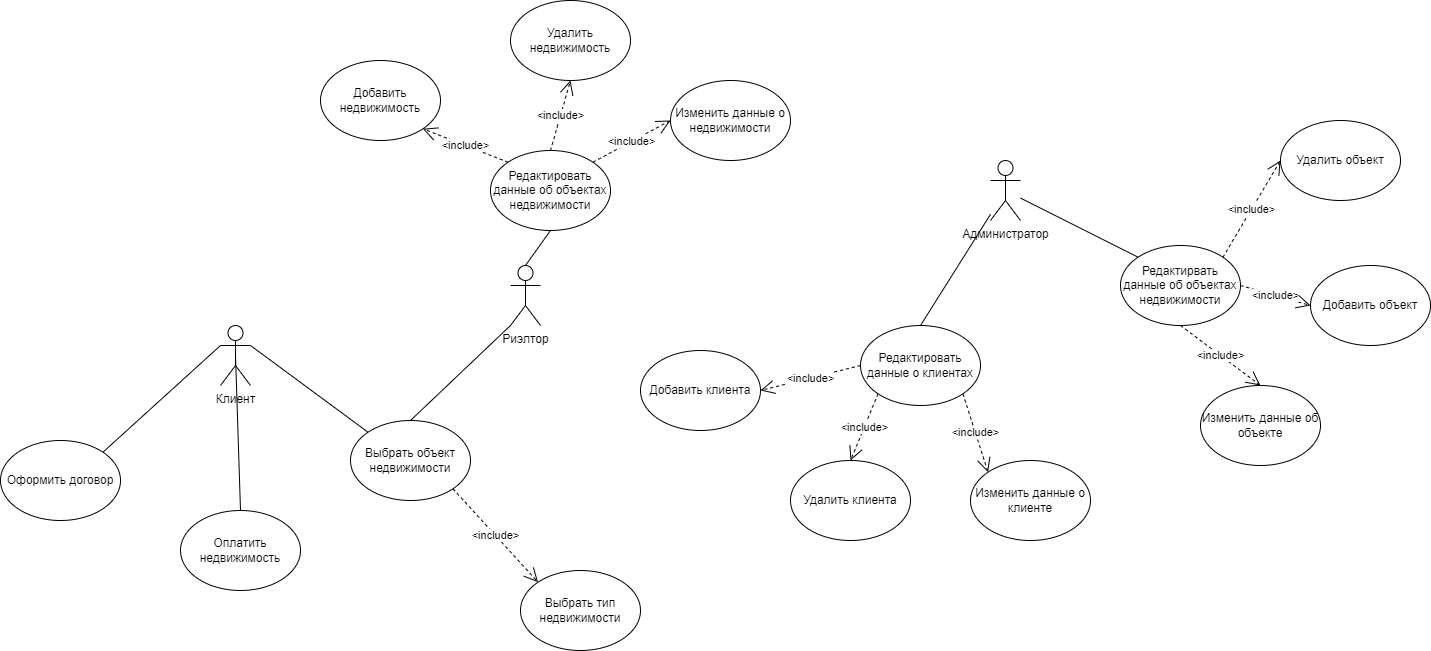 Удалить
недвижимость
Добавить
недвижимость
<include>
Изменить данные о
недвижимости
<include>
<include>
Редактировать
данные об объектах
недвижимости
Риэлтор
Клиент
Оформить договор
Выбрать объект
недвижимости
Оплатить
недвижимость
<include>
Выбрать тип
недвижимости
Администратор
Удалить объект
<include>
Редактирвать
данные об объектах
недвижимости
<include>
Добавить объект
<include>
Изменить данные об
объекте
Редактировать
данные о клиентах
<include>
Добавить клиента
<include>
<include>
Удалить клиента
Изменить данные о
клиенте